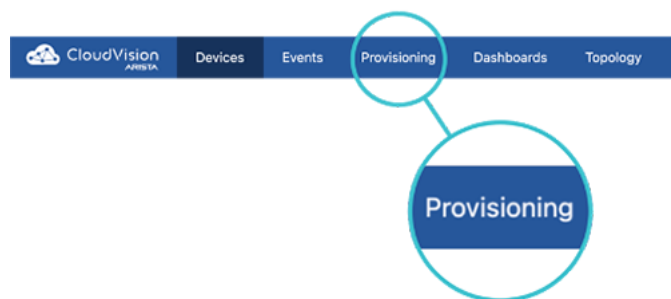 CloudVision Devices Events Provisioning Dashboards Topology
ARISTA
Provisioning